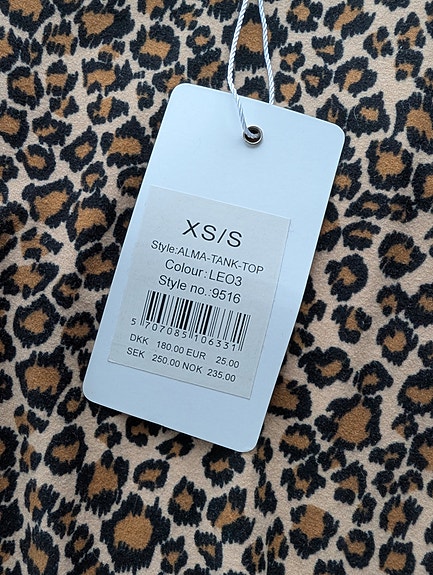 XS/S
Style:ALMA-TANK-TOP
Colour:LEO3
Style no.:9516
5 707085 106331
DKK 180.00 EUR 25.00
SEK 250.00 NOK 235.00